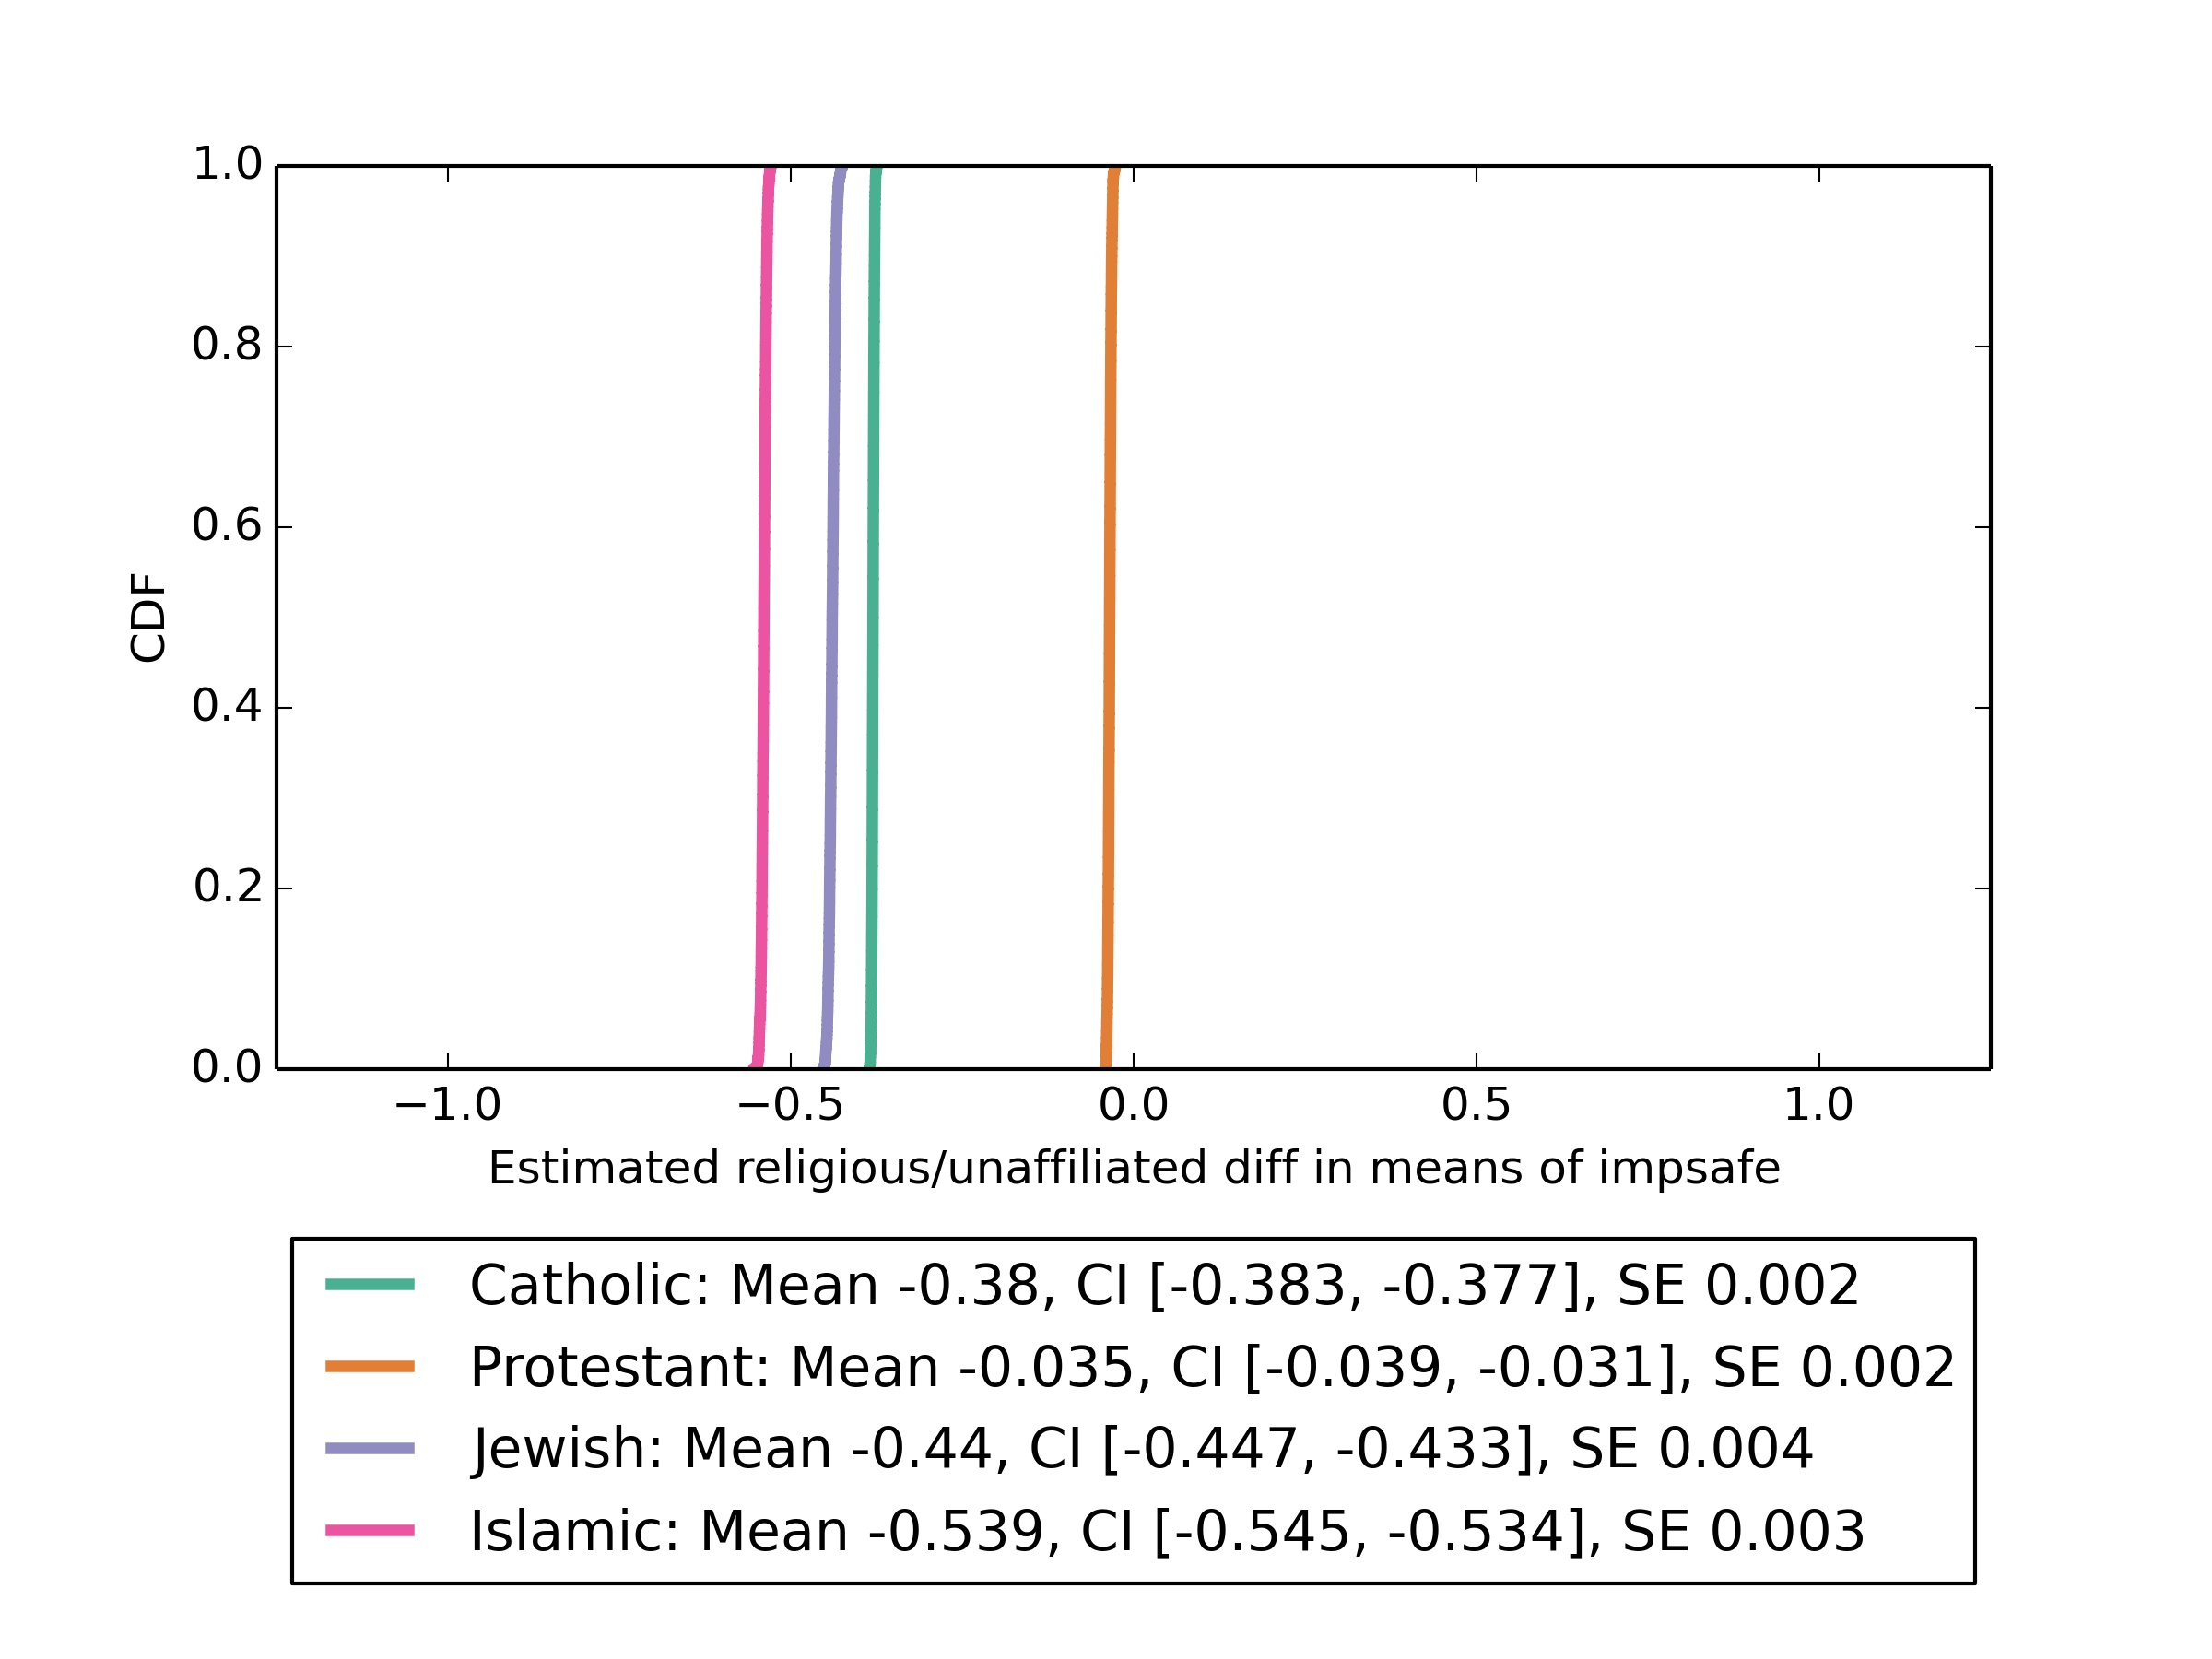 1.0
0.8
0.6
0.4
0.2
0.0
CDF
−1.0 −0.5 0.0 0.5 1.0
Estimated religious/unaffiliated diff in means of impsafe
Catholic: Mean -0.38, CI [-0.383, -0.377], SE 0.002
Protestant: Mean -0.035, CI [-0.039, -0.031], SE 0.002
Jewish: Mean -0.44, CI [-0.447, -0.433], SE 0.004
Islamic: Mean -0.539, CI [-0.545, -0.534], SE 0.003